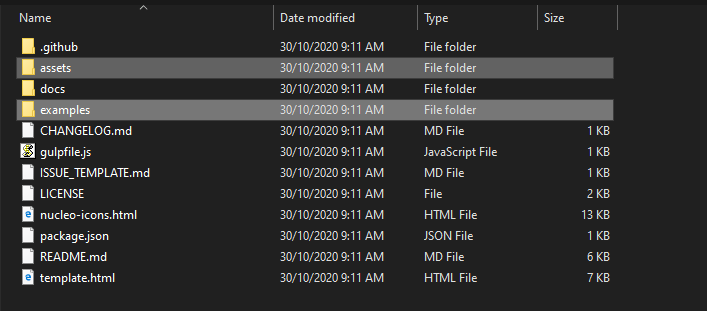 Name Date modified Type Size
.github 30/10/2020 9:11 AM File folder
assets 30/10/2020 9:11 AM File folder
docs 30/10/2020 9:11 AM File folder
examples 30/10/2020 9:11 AM File folder
CHANGELOG.md 30/10/2020 9:11 AM MD File 1 KB
gulpfile.js 30/10/2020 9:11 AM JavaScript File 1 KB
ISSUE_TEMPLATE.md 30/10/2020 9:11 AM MD File 1 KB
LICENSE 30/10/2020 9:11 AM File 2 KB
nucleo-icons.html 30/10/2020 9:11 AM HTML File 13 KB
package.json 30/10/2020 9:11 AM JSON File 1 KB
README.md 30/10/2020 9:11 AM MD File 6 KB
template.html 30/10/2020 9:11 AM HTML File 7 KB